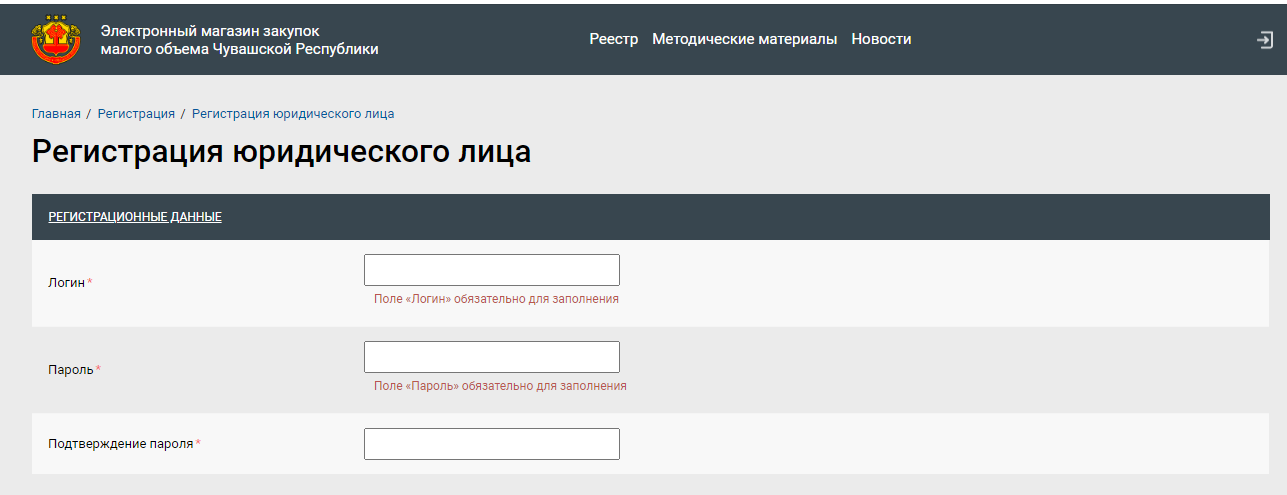 Электронный магазин закупок
малого объема Чувашской Республики
Реестр Методические материалы Новости
Главная / Регистрация / Регистрация юридического лица
Регистрация юридического лица
РЕГИСТРАЦИОННЫЕ ДАННЫЕ
Логин *
Поле «Логин» обязательно для заполнения
Пароль *
Поле «Пароль» обязательно для заполнения
Подтверждение пароля *